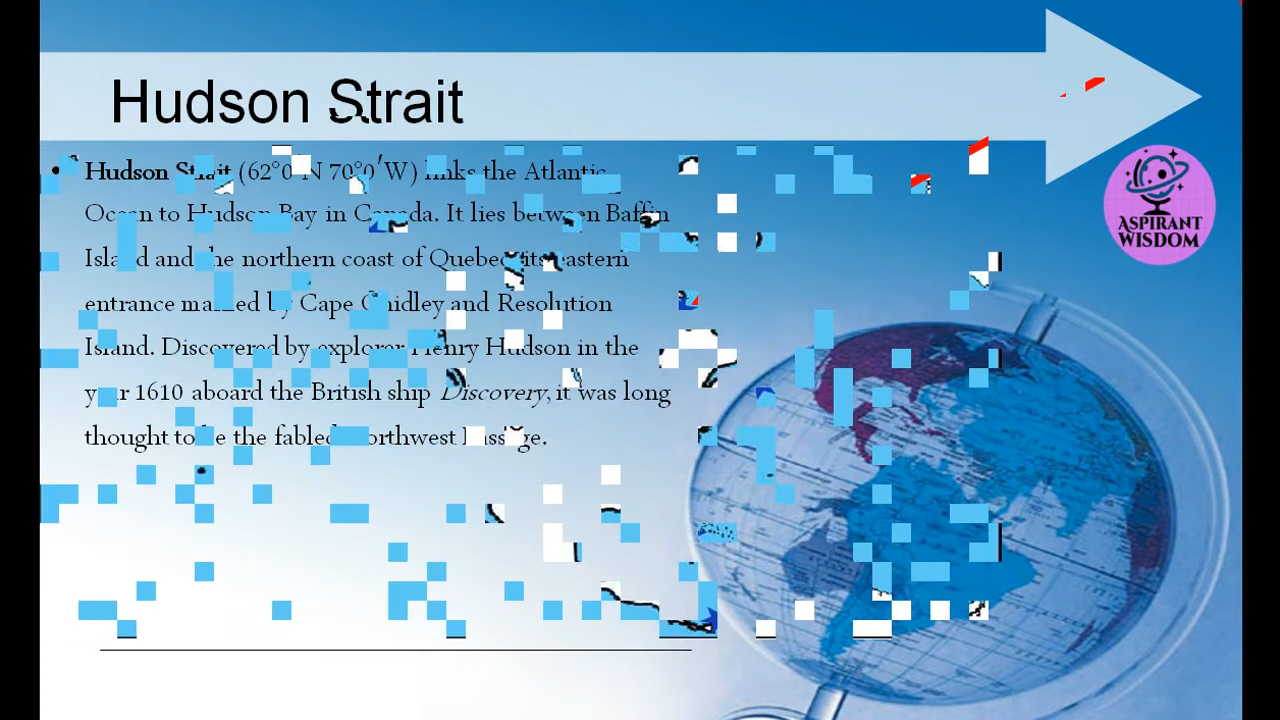 Hudson Strait
• Hudson Strait (62°0′N 70°0′W) links the Atlantic
Ocean to Hudson Bay in Canada. It lies between Baffin
Island and the northern coast of Quebec, its eastern
entrance marked by Cape Chidley and Resolution
Island. Discovered by explorer Henry Hudson in the
year 1610 aboard the British ship Discovery, it was long
thought to be the fabled Northwest Passage.
ASPIRANT
WISDOM